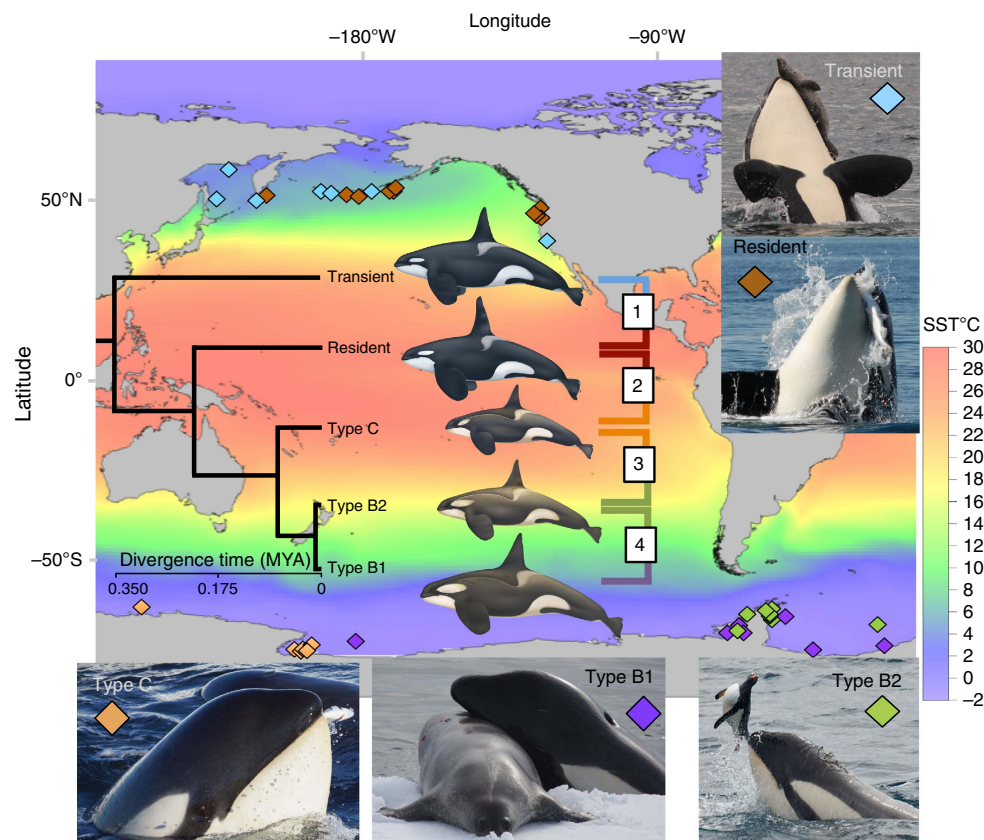 Longitude
–180°W
–90°W
Transient
50°N
Resident
Transient
1
SST°C
30
28
26
24
22
20
18
16
14
12
10
8
6
4
2
0
–2
Resident
Latitude
0°
2
Type C
3
Type B2
4
–50°S
Divergence time (MYA)
Type B1
0.350
0.175
0
Type C
Type B1
Type B2